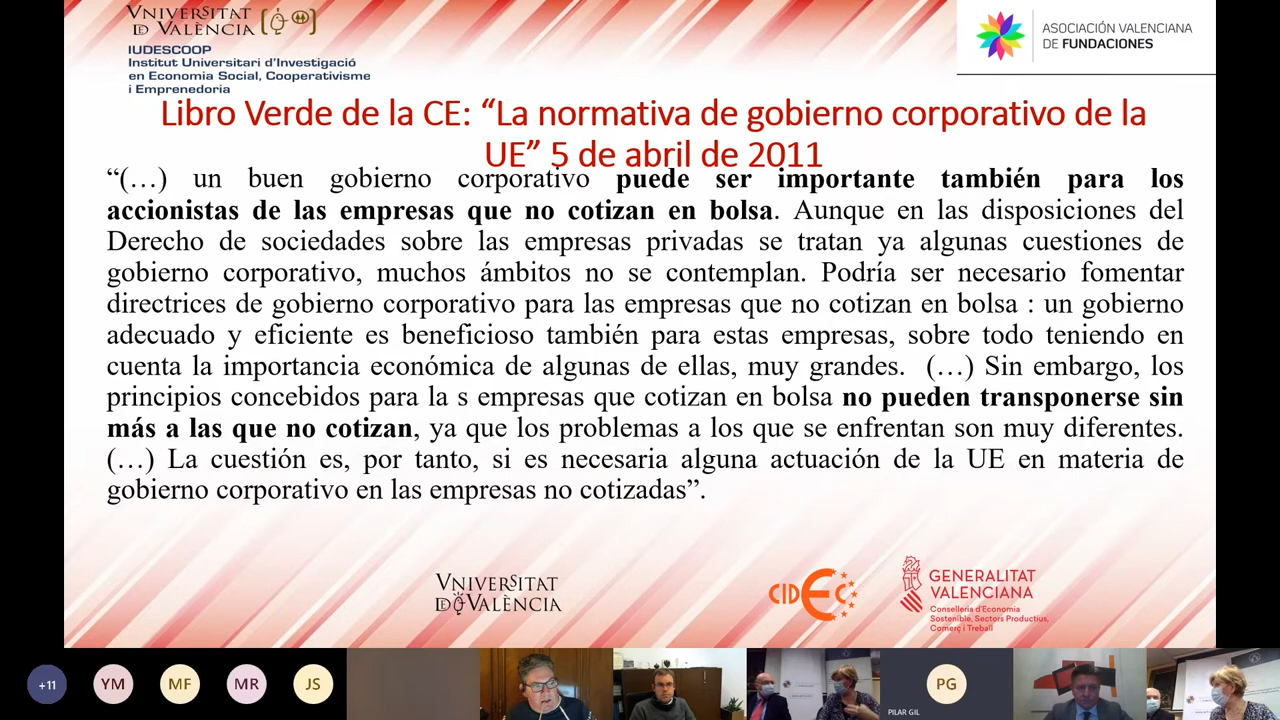 VNIVERSITAT
DE VALÈNCIA
IUDESCOOP
Institut Universitari d'Investigació
en Economia Social, Cooperativisme
i Emprenedoria
ASOCIACIÓN VALENCIANA
DE FUNDACIONES
Libro Verde de la CE: “La normativa de gobierno corporativo de la
UE” 5 de abril de 2011
“(…) un buen gobierno corporativo puede ser importante también para los
accionistas de las empresas que no cotizan en bolsa. Aunque en las disposiciones del
Derecho de sociedades sobre las empresas privadas se tratan ya algunas cuestiones de
gobierno corporativo, muchos ámbitos no se contemplan. Podría ser necesario fomentar
directrices de gobierno corporativo para las empresas que no cotizan en bolsa : un gobierno
adecuado y eficiente es beneficioso también para estas empresas, sobre todo teniendo en
cuenta la importancia económica de algunas de ellas, muy grandes. (…) Sin embargo, los
principios concebidos para la s empresas que cotizan en bolsa no pueden transponerse sin
más a las que no cotizan, ya que los problemas a los que se enfrentan son muy diferentes.
(…) La cuestión es, por tanto, si es necesaria alguna actuación de la UE en materia de
gobierno corporativo en las empresas no cotizadas”.
VNIVERSITAT
DE VALÈNCIA
CIDEC
GENERALITAT
VALENCIANA
Conselleria d'Economia
Sostenible, Sectors Productius,
Comerç i Treball
+11
YM
MF
MR
JS
PG
PILAR GIL